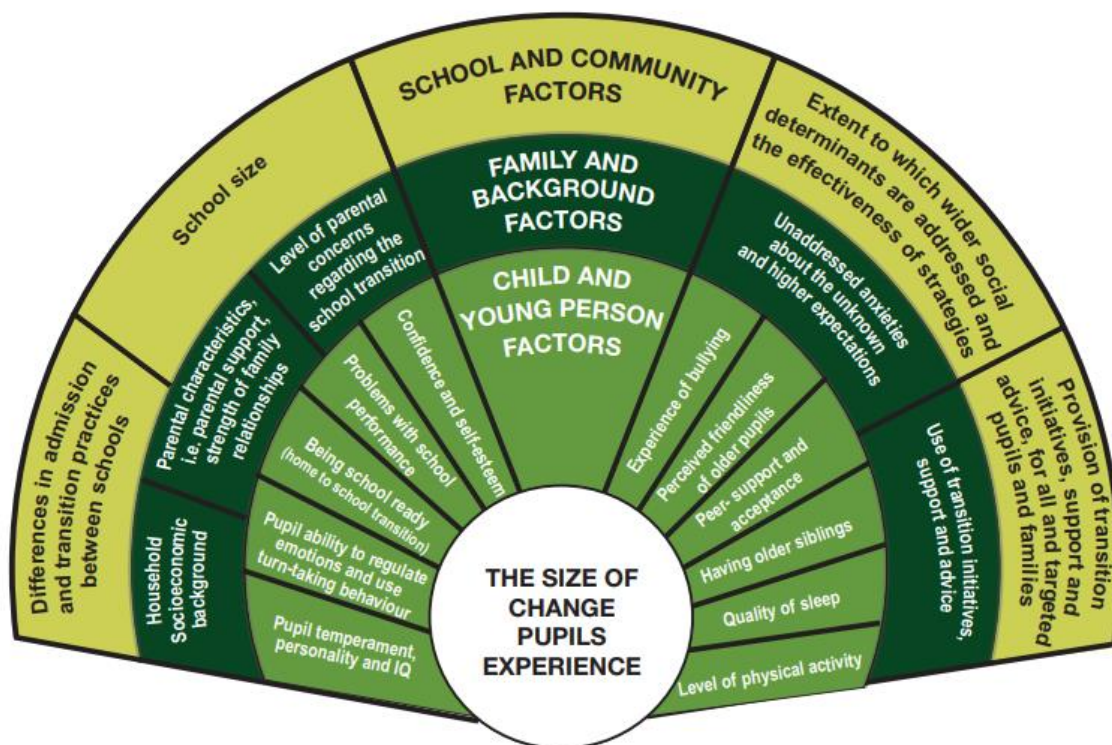 SCHOOL AND COMMUNITY
FACTORS
FAMILY AND
BACKGROUND
FACTORS
CHILD AND
YOUNG PERSON
FACTORS
THE SIZE OF
CHANGE
PUPILS
EXPERIENCE
Differences in admission
and transition practices
between schools
School size
Extent to which wider social
determinants are addressed and
the effectiveness of strategies
Provision of transition
initiatives, support and
advice, for all and targeted
pupils and families
Household
Socioeconomic
background
Parental characteristics,
i.e. parental support,
strength of family
relationships
Level of parental
concerns
regarding the
school transition
Unaddressed anxieties
about the unknown
and higher expectations
Use of transition initiatives,
support and advice
Pupil temperament,
personality and IQ
Pupil ability to regulate
emotions and use
turn-taking behaviour
Being school ready
(home to school transition)
Problems with school
performance
Confidence and self-esteem
Experience of bullying
Perceived friendliness
of older pupils
Peer- support and
acceptance
Having older siblings
Quality of sleep
Level of physical activity